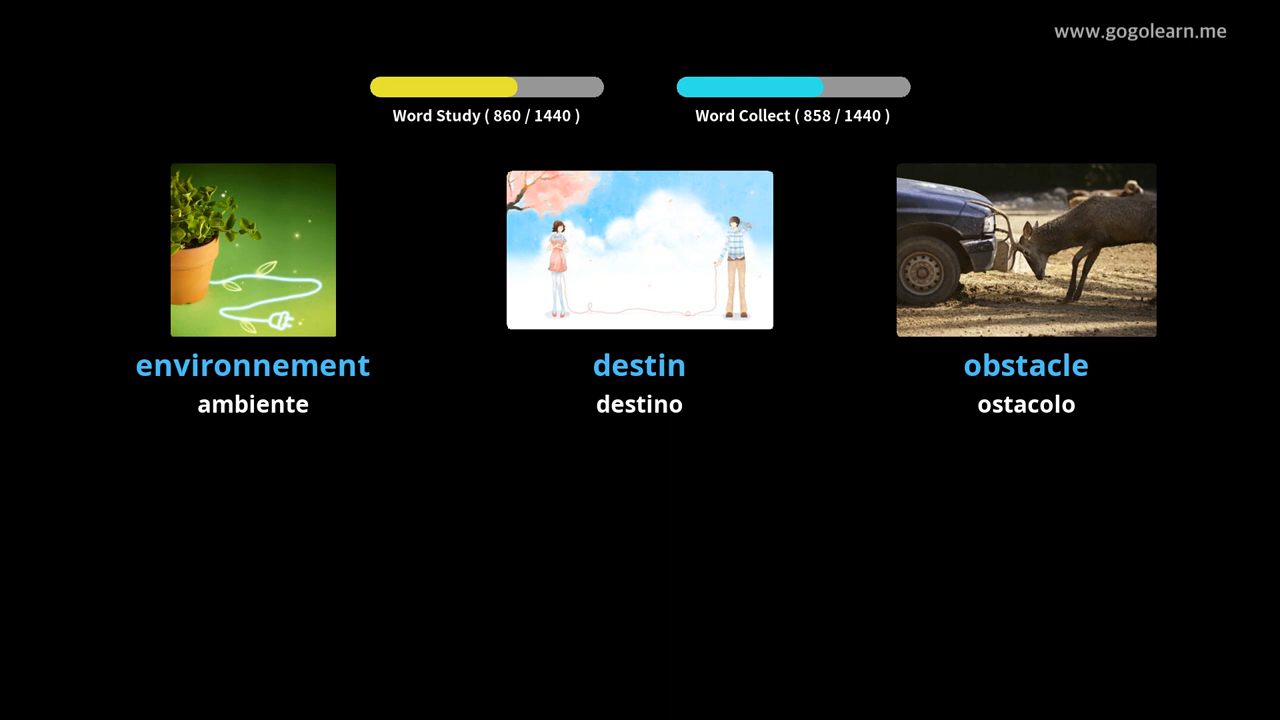 www.gogolearn.me
Word Study ( 860 / 1440 )
Word Collect ( 858 / 1440 )
environnement
ambiente
destin
destino
obstacle
ostacolo